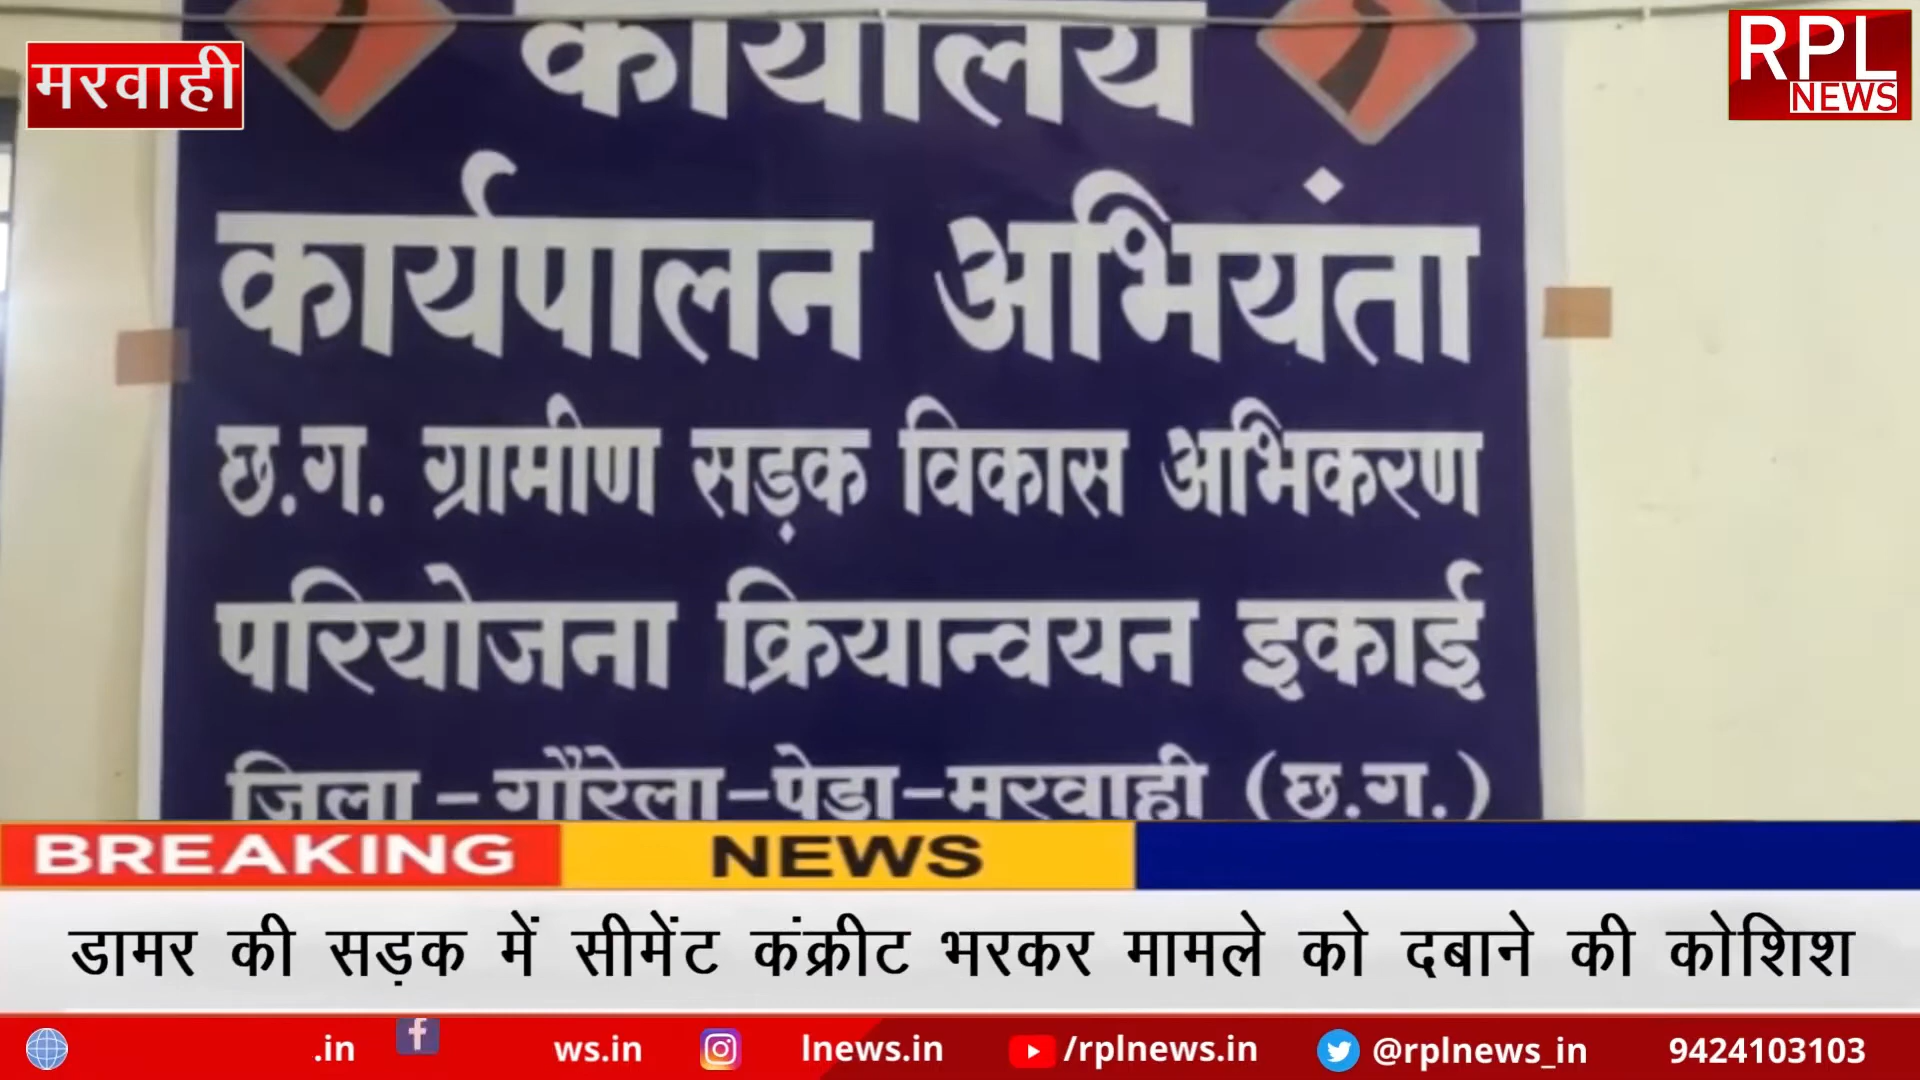 मरवाही
RPL
NEWS
कार्यालय
कार्यपालन अभियंता
छ.ग. ग्रामीण सड़क विकास अभिकरण
परियोजना क्रियान्वयन इकाई
जिला-गौरेला-पेंड्रा-मरवाही (छ.ग.)
BREAKING NEWS
डामर की सड़क में सीमेंट कंक्रीट भरकर मामले को दबाने की कोशिश
.in ws.in lnews.in /rplnews.in @rplnews_in 9424103103